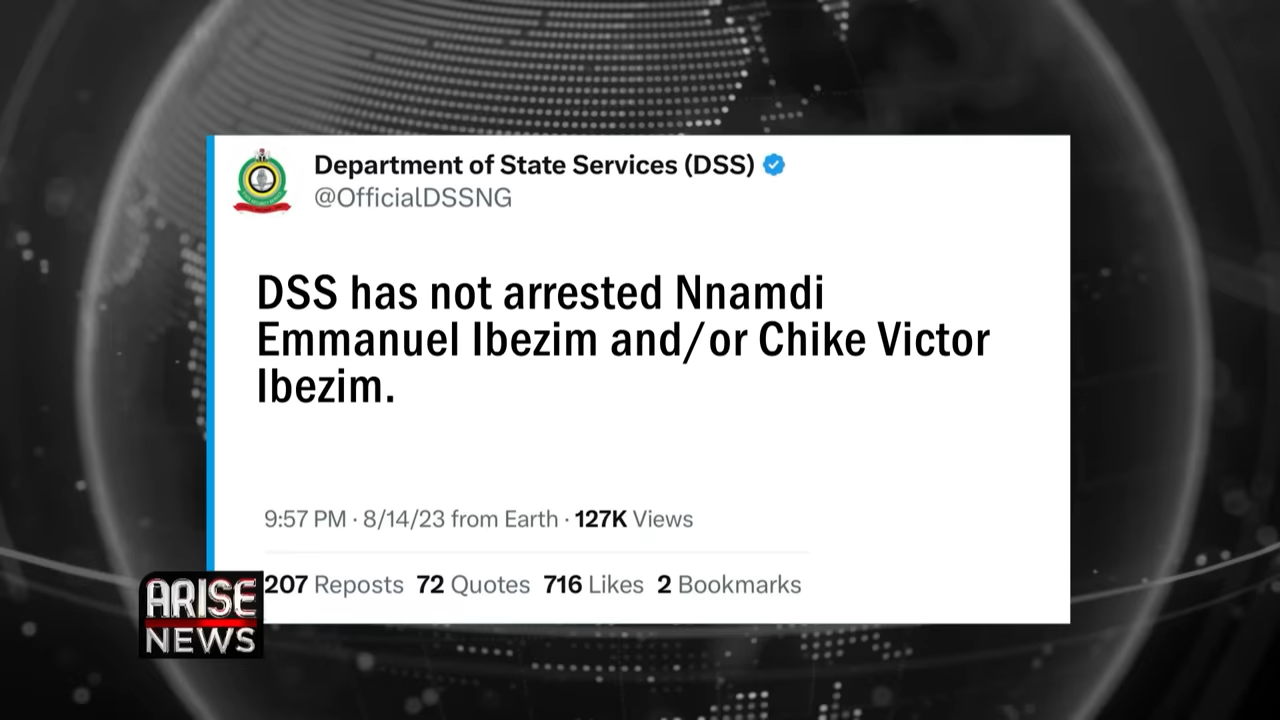 Department of State Services (DSS)
@OfficialDSSNG
DSS has not arrested Nnamdi
Emmanuel Ibezim and/or Chike Victor
Ibezim.
9:57 PM · 8/14/23 from Earth · 127K Views
207 Reposts 72 Quotes 716 Likes 2 Bookmarks
ARISE
NEWS